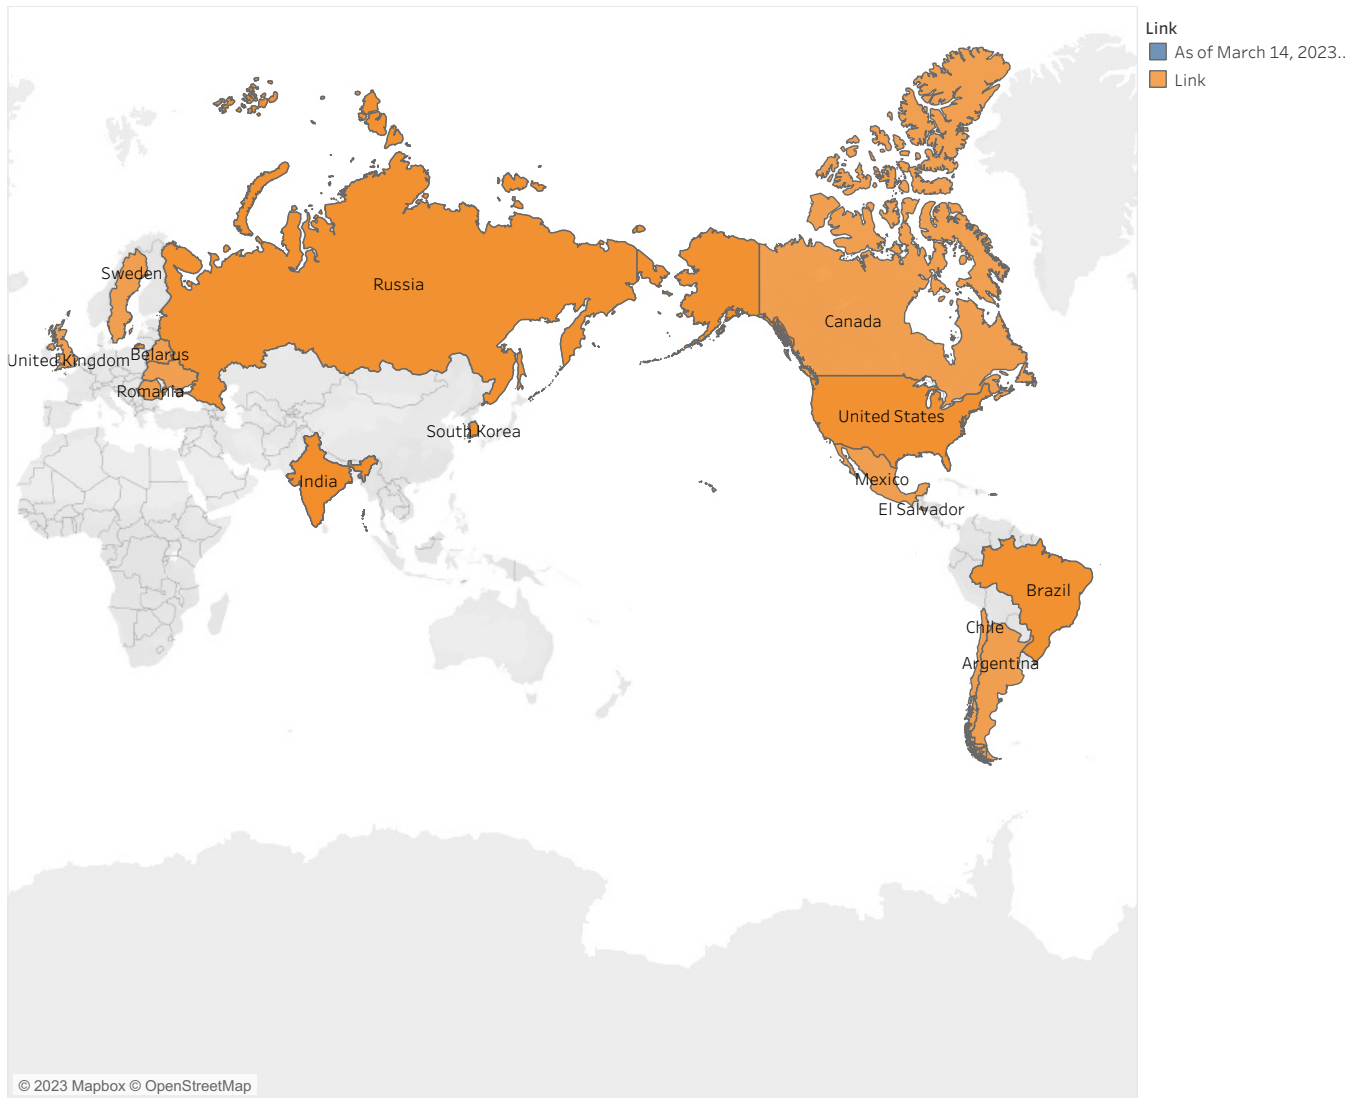 Link
As of March 14, 2023..
Link
Sweden
Russia
Canada
United Kingdom
Belarus
Romania
United States
South Korea
India
Mexico
El Salvador
Brazil
Chile
Argentina
© 2023 Mapbox © OpenStreetMap